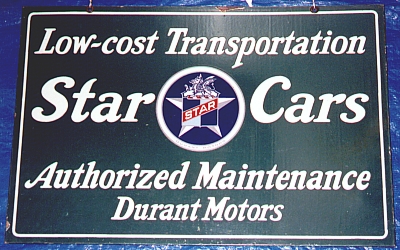 Low-cost Transportation
Star STAR Cars
Authorized Maintenance
Durant Motors